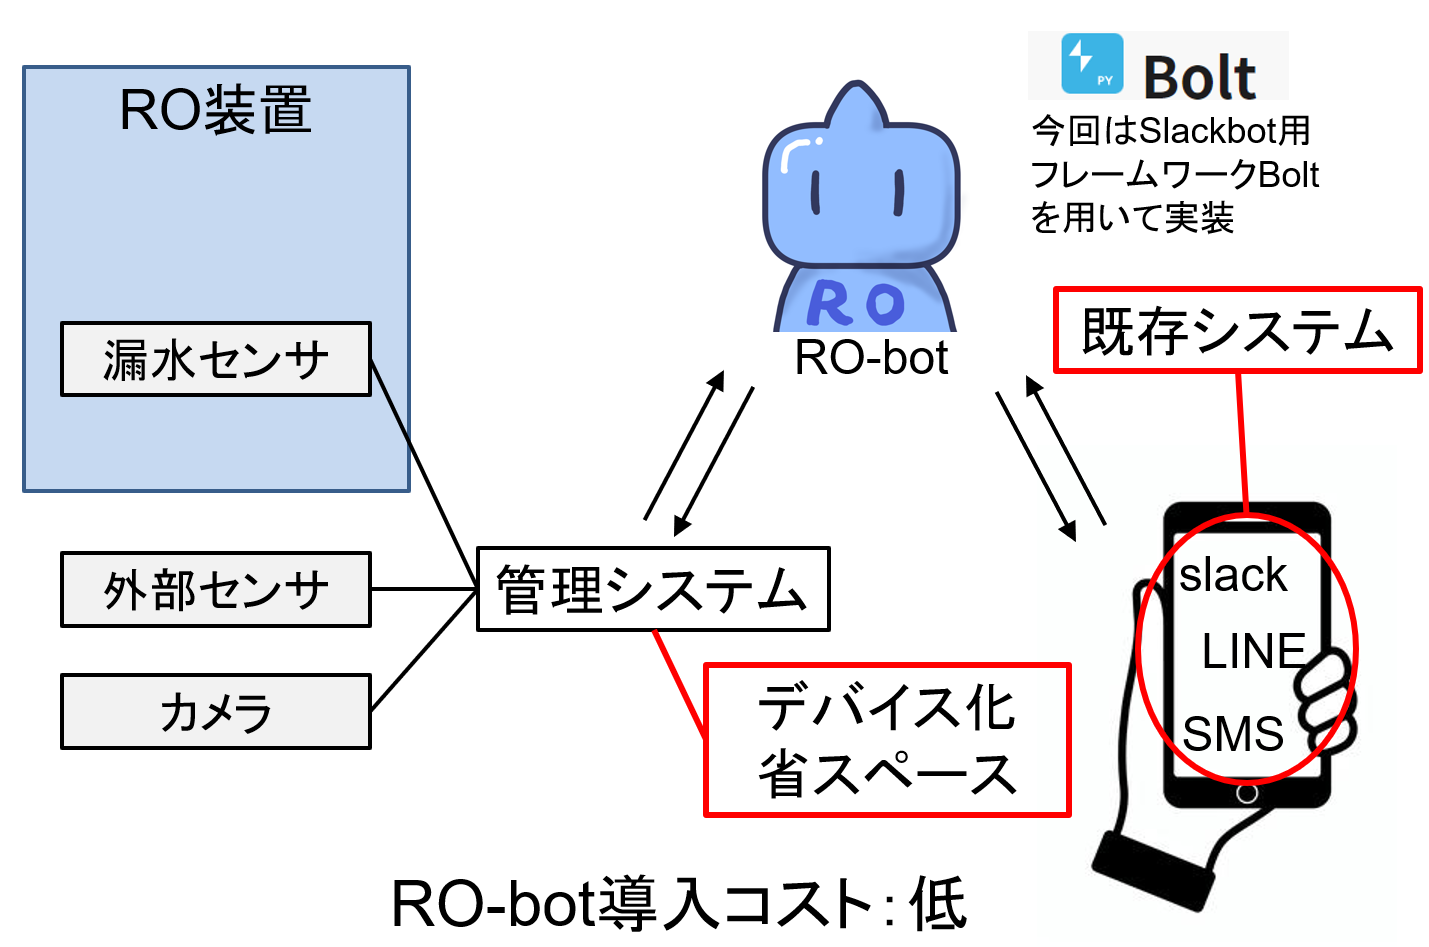 RO装置
漏水センサ
外部センサ
カメラ
管理システム
デバイス化
省スペース
RO
RO-bot
PY
Bolt
今回はSlackbot用
フレームワークBolt
を用いて実装
既存システム
slack
LINE
SMS
RO-bot導入コスト：低